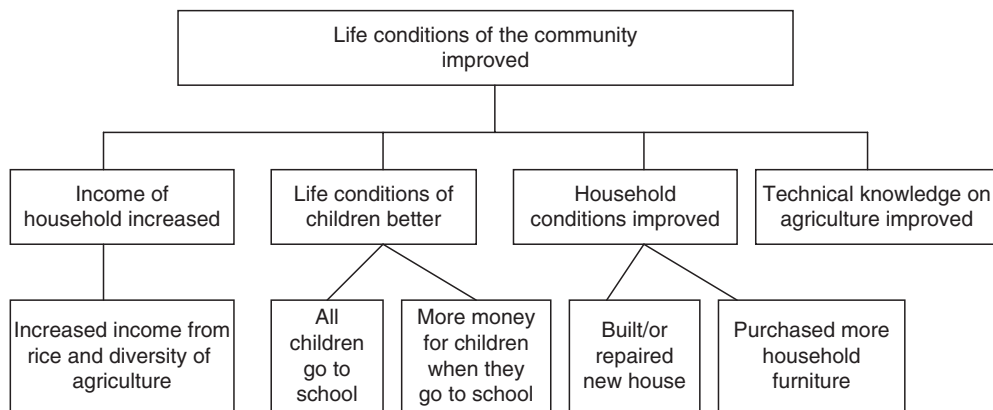 Life conditions of the community
improved
Income of
household increased
Life conditions of
children better
Household
conditions improved
Technical knowledge on
agriculture improved
Increased income from
rice and diversity of
agriculture
All
children
go to
school
More money
for children
when they
go to school
Built/or
repaired
new house
Purchased more
household
furniture